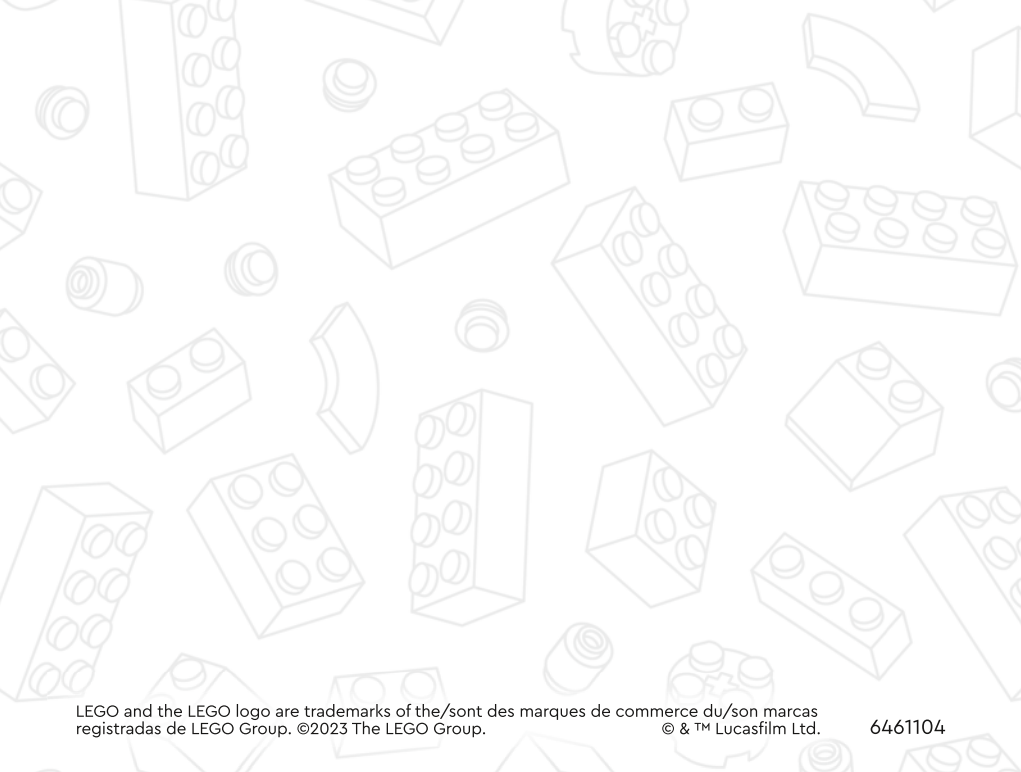 LEGO and the LEGO logo are trademarks of the/sont des marques de commerce du/son marcas
registradas de LEGO Group. ©2023 The LEGO Group. © & ™ Lucasfilm Ltd. 6461104